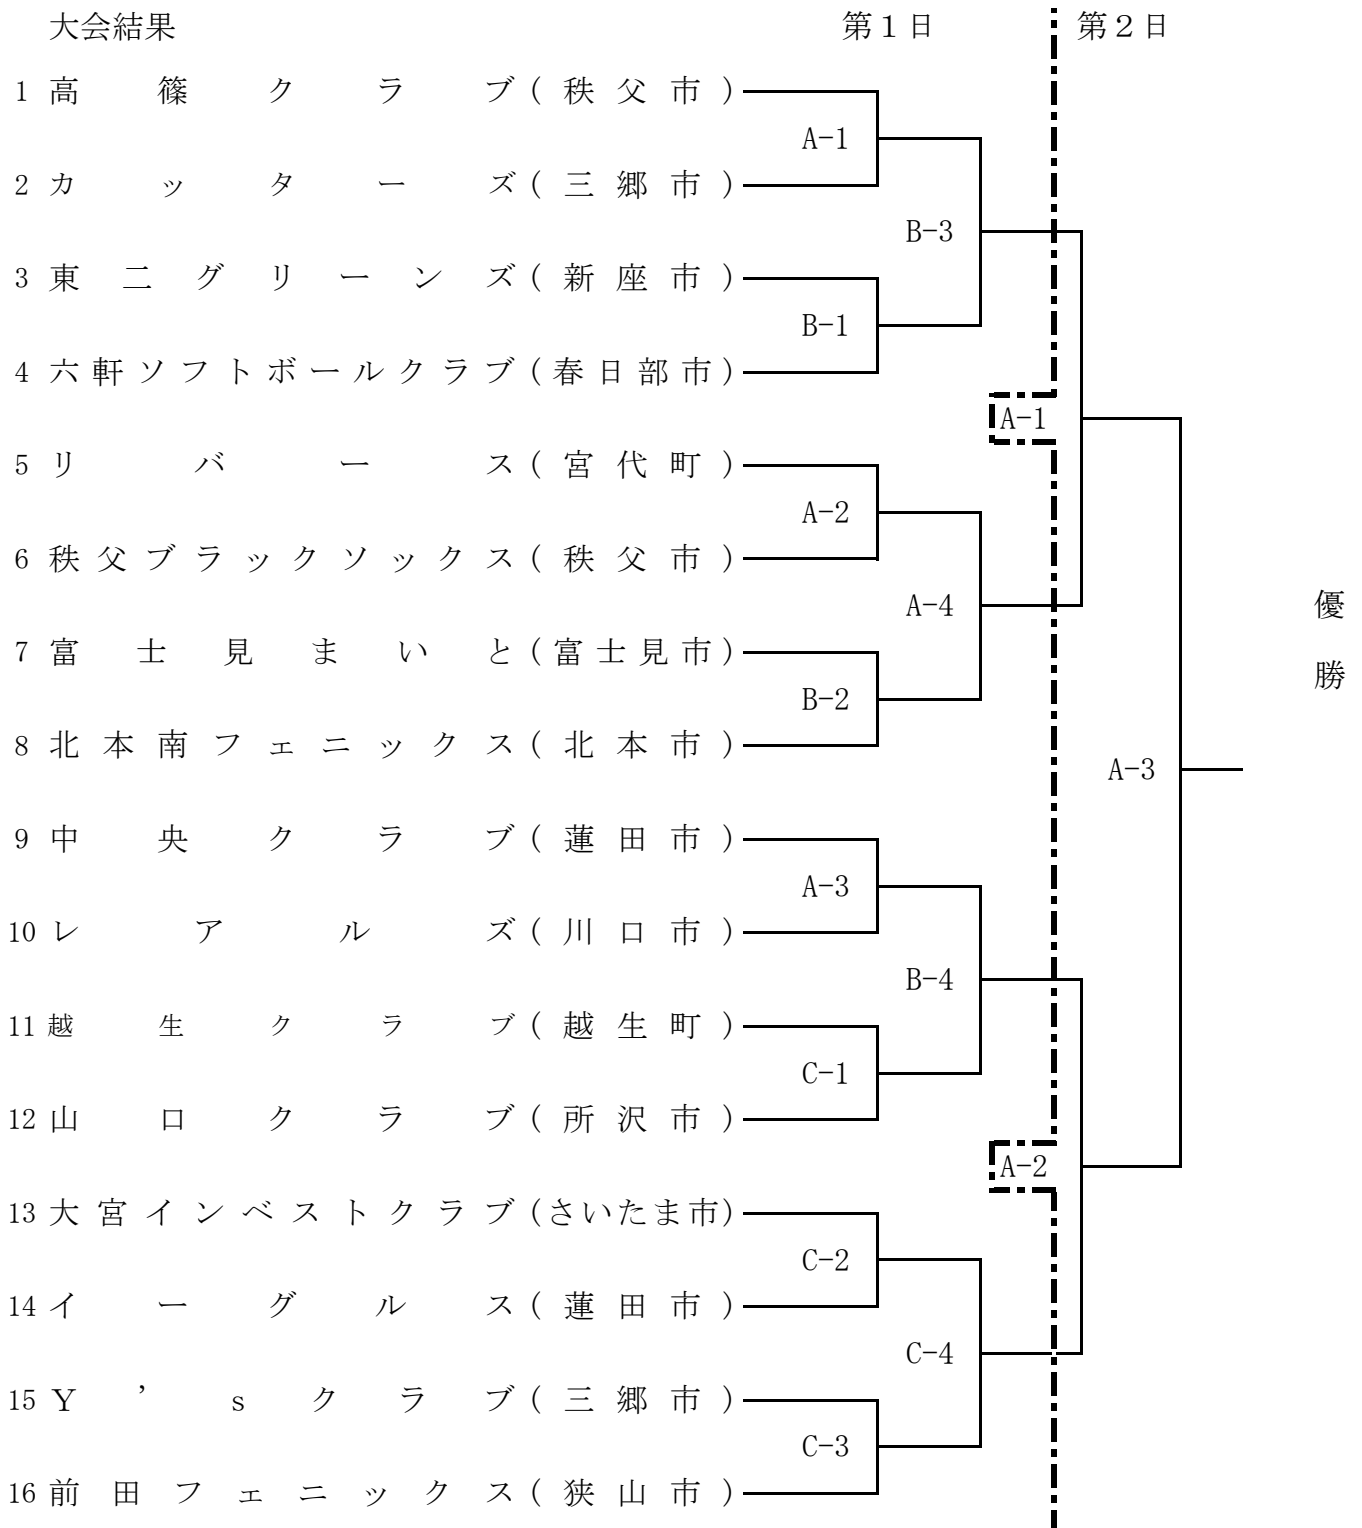 大会結果 第１日 第２日
1 高篠クラブ(秩父市)
A-1
2 カッターズ(三郷市)
B-3
3 東二グリーンズ(新座市)
B-1
4 六軒ソフトボールクラブ(春日部市)
A-1
5 リバース(宮代町)
A-2
6 秩父ブラックソックス(秩父市)
A-4
優勝
7 富士見まいと(富士見市)
B-2
8 北本南フェニックス(北本市)
A-3
9 中央クラブ(蓮田市)
A-3
10 レアルズ(川口市)
B-4
11 越生クラブ(越生町)
C-1
12 山口クラブ(所沢市)
A-2
13 大宮インベストクラブ(さいたま市)
C-2
14 イーグルス(蓮田市)
C-4
15 Ｙ’ｓクラブ(三郷市)
C-3
16 前田フェニックス(狭山市)